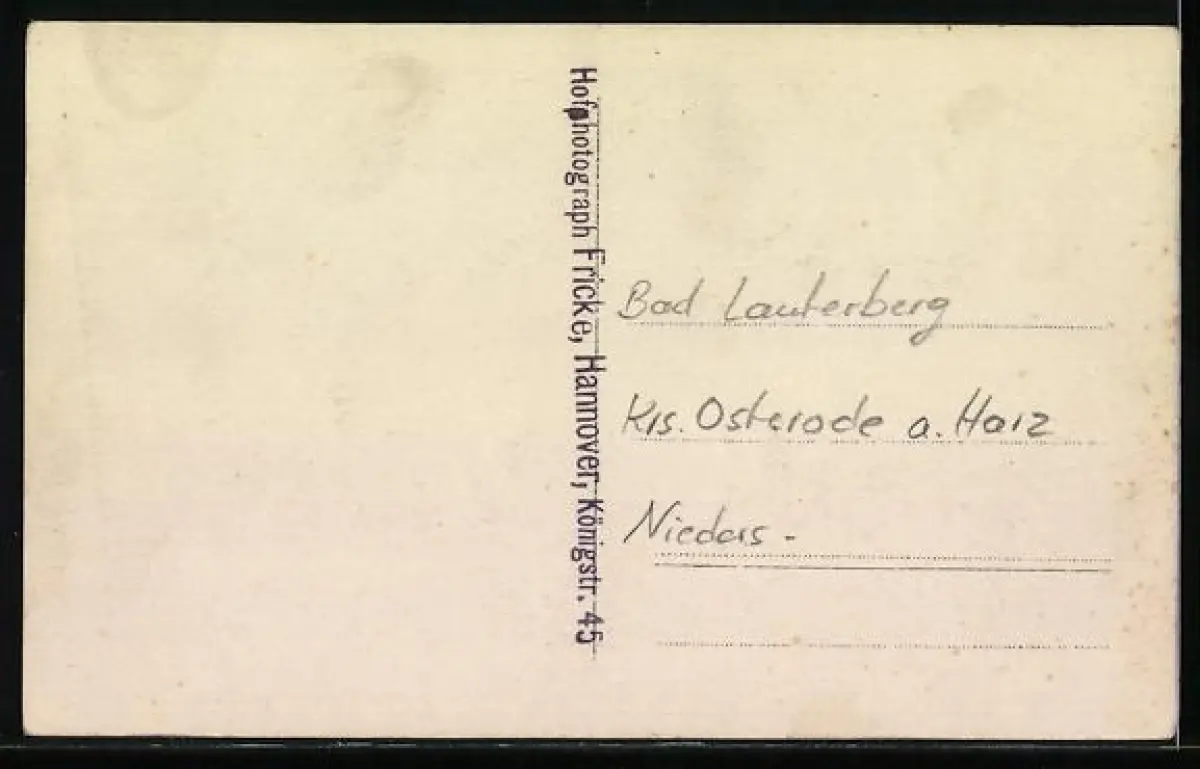 Hofphotograph Fricke, Hannover, Königstr. 45
Bad Lauterberg
Krs. Osterode a. Harz
Nieders.